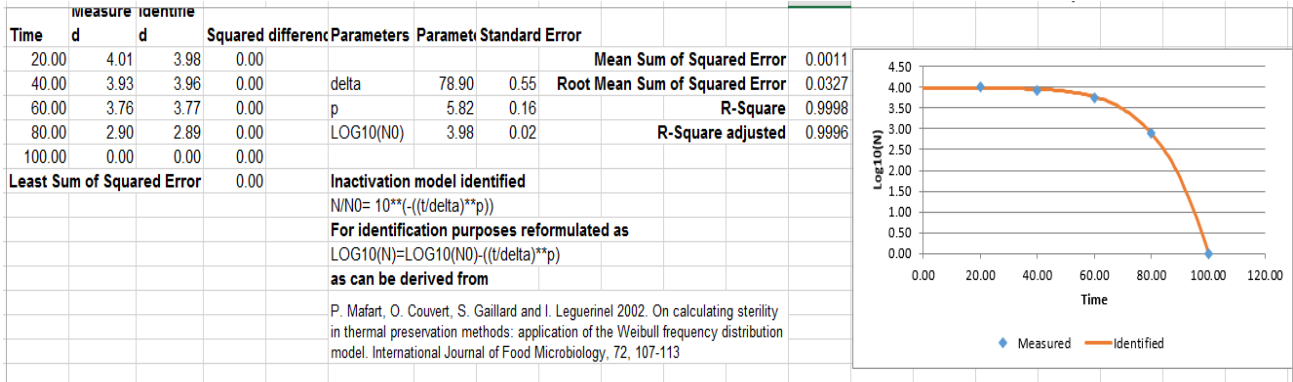 Measure Identifie
Time d d Squared differenc Parameters Paramete Standard Error
20.00 4.01 3.98 0.00 Mean Sum of Squared Error 0.0011
40.00 3.93 3.96 0.00 delta 78.90 0.55 Root Mean Sum of Squared Error 0.0327
60.00 3.76 3.77 0.00 p 5.82 0.16 R-Square 0.9998
80.00 2.90 2.89 0.00 LOG10(N0) 3.98 0.02 R-Square adjusted 0.9996
100.00 0.00 0.00 0.00
Least Sum of Squared Error 0.00 Inactivation model identified
N/N0= 10**(-((t/delta)**p))
For identification purposes reformulated as
LOG10(N)=LOG10(N0)-((t/delta)**p)
as can be derived from
P. Mafart, O. Couvert, S. Gaillard and I. Leguerinel 2002. On calculating sterility
in thermal preservation methods: application of the Weibull frequency distribution
model. International Journal of Food Microbiology, 72, 107-113
4.50
4.00
3.50
3.00
2.50
2.00
1.50
1.00
0.50
0.00
Log10(N)
0.00 20.00 40.00 60.00 80.00 100.00 120.00
Time
Measured Identified